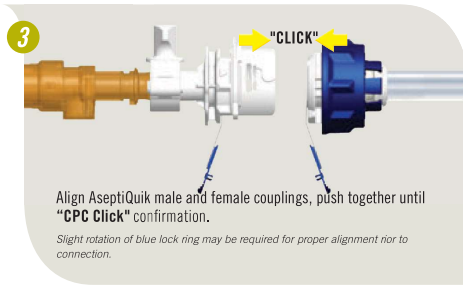 3
"CLICK"
Align AseptiQuik male and female couplings, push together until
“CPC Click" confirmation.
Slight rotation of blue lock ring may be required for proper alignment rior to
connection.